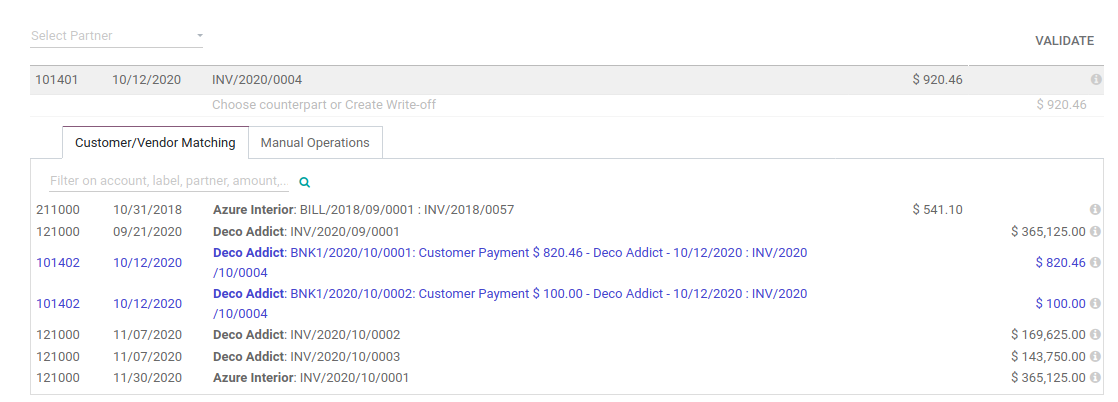 Select Partner
VALIDATE
101401 10/12/2020 INV/2020/0004 $ 920.46
Choose counterpart or Create Write-off $ 920.46
Customer/Vendor Matching Manual Operations
Filter on account, label, partner, amount,...
211000 10/31/2018 Azure Interior: BILL/2018/09/0001 : INV/2018/0057 $ 541.10
121000 09/21/2020 Deco Addict: INV/2020/09/0001 $ 365,125.00
101402 10/12/2020 Deco Addict: BNK1/2020/10/0001: Customer Payment $ 820.46 - Deco Addict - 10/12/2020 : INV/2020 $ 820.46
/10/0004
101402 10/12/2020 Deco Addict: BNK1/2020/10/0002: Customer Payment $ 100.00 - Deco Addict - 10/12/2020 : INV/2020 $ 100.00
/10/0004
121000 11/07/2020 Deco Addict: INV/2020/10/0002 $ 169,625.00
121000 11/07/2020 Deco Addict: INV/2020/10/0003 $ 143,750.00
121000 11/30/2020 Azure Interior: INV/2020/10/0001 $ 365,125.00